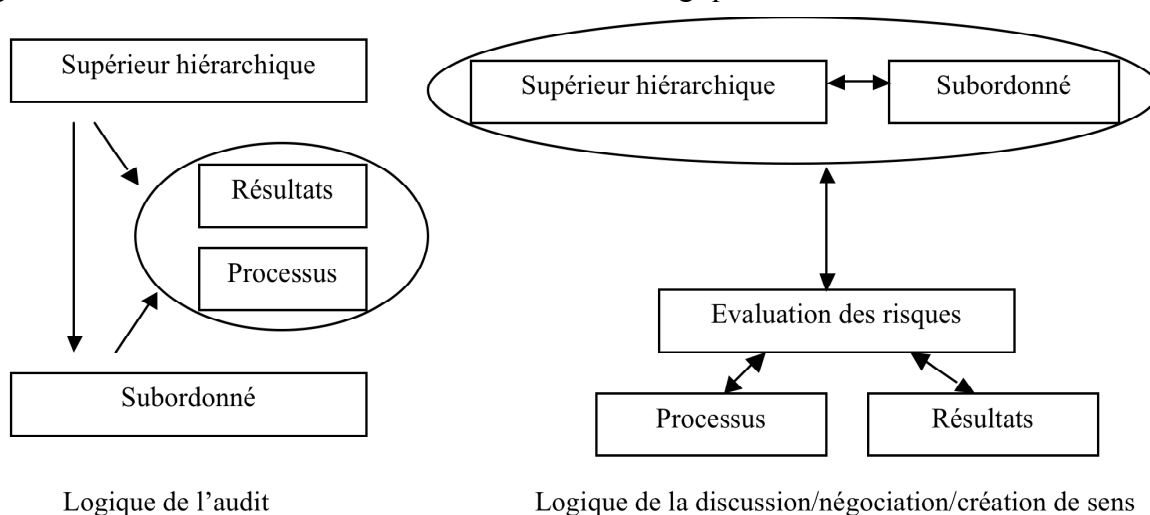 Supérieur hiérarchique
Résultats
Processus
Subordonné
Logique de l'audit
Supérieur hiérarchique
Subordonné
Evaluation des risques
Processus
Résultats
Logique de la discussion/négociation/création de sens